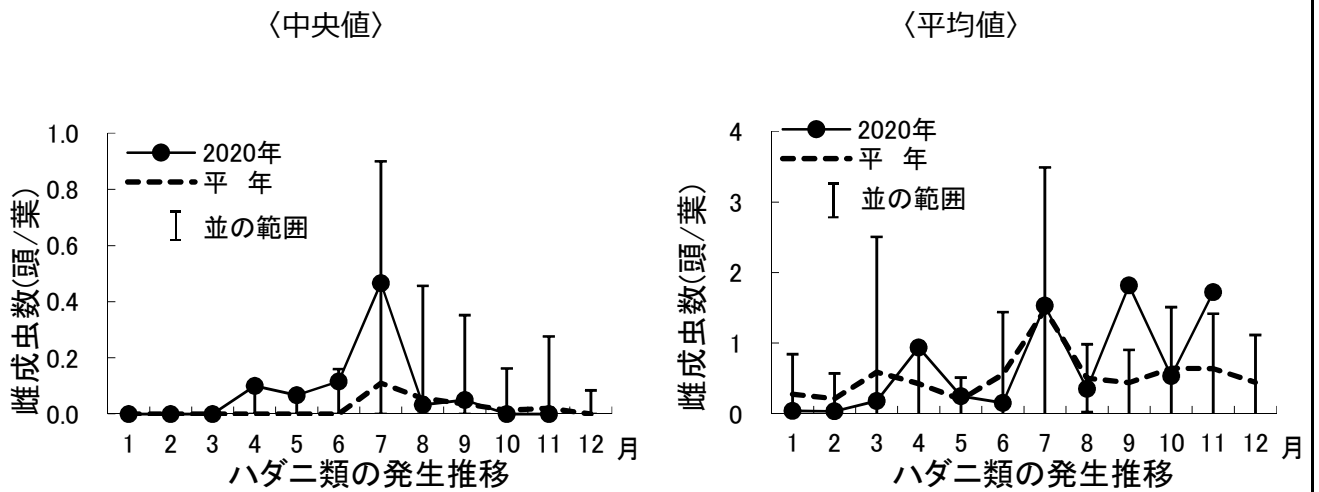 〈中央値〉
1.0
0.8
0.6
0.4
0.2
0.0
雌成虫数(頭/葉)
2020年
平　年
並の範囲
1 2 3 4 5 6 7 8 9 10 11 12 月
ハダニ類の発生推移
〈平均値〉
4
3
2
1
0
雌成虫数(頭/葉)
2020年
平　年
並の範囲
1 2 3 4 5 6 7 8 9 10 11 12 月
ハダニ類の発生推移